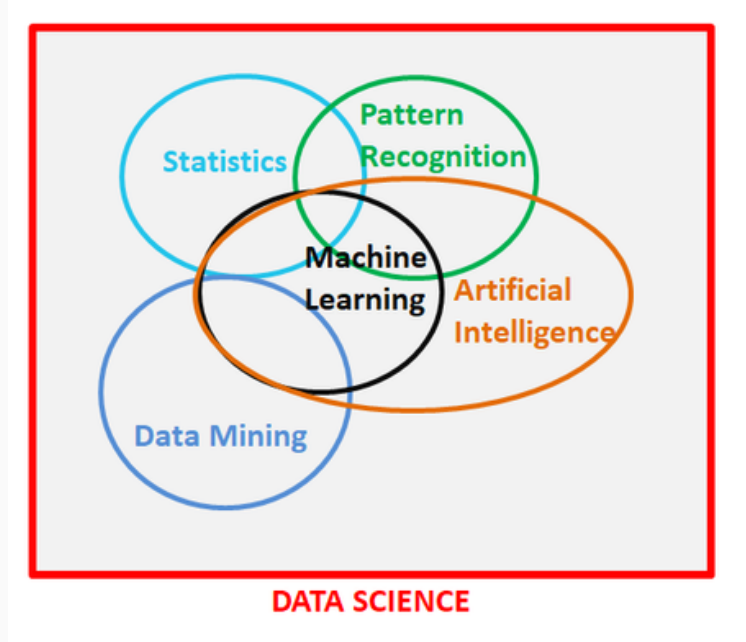 Pattern
Recognition
Statistics
Machine
Learning
Artificial
Intelligence
Data Mining
DATA SCIENCE